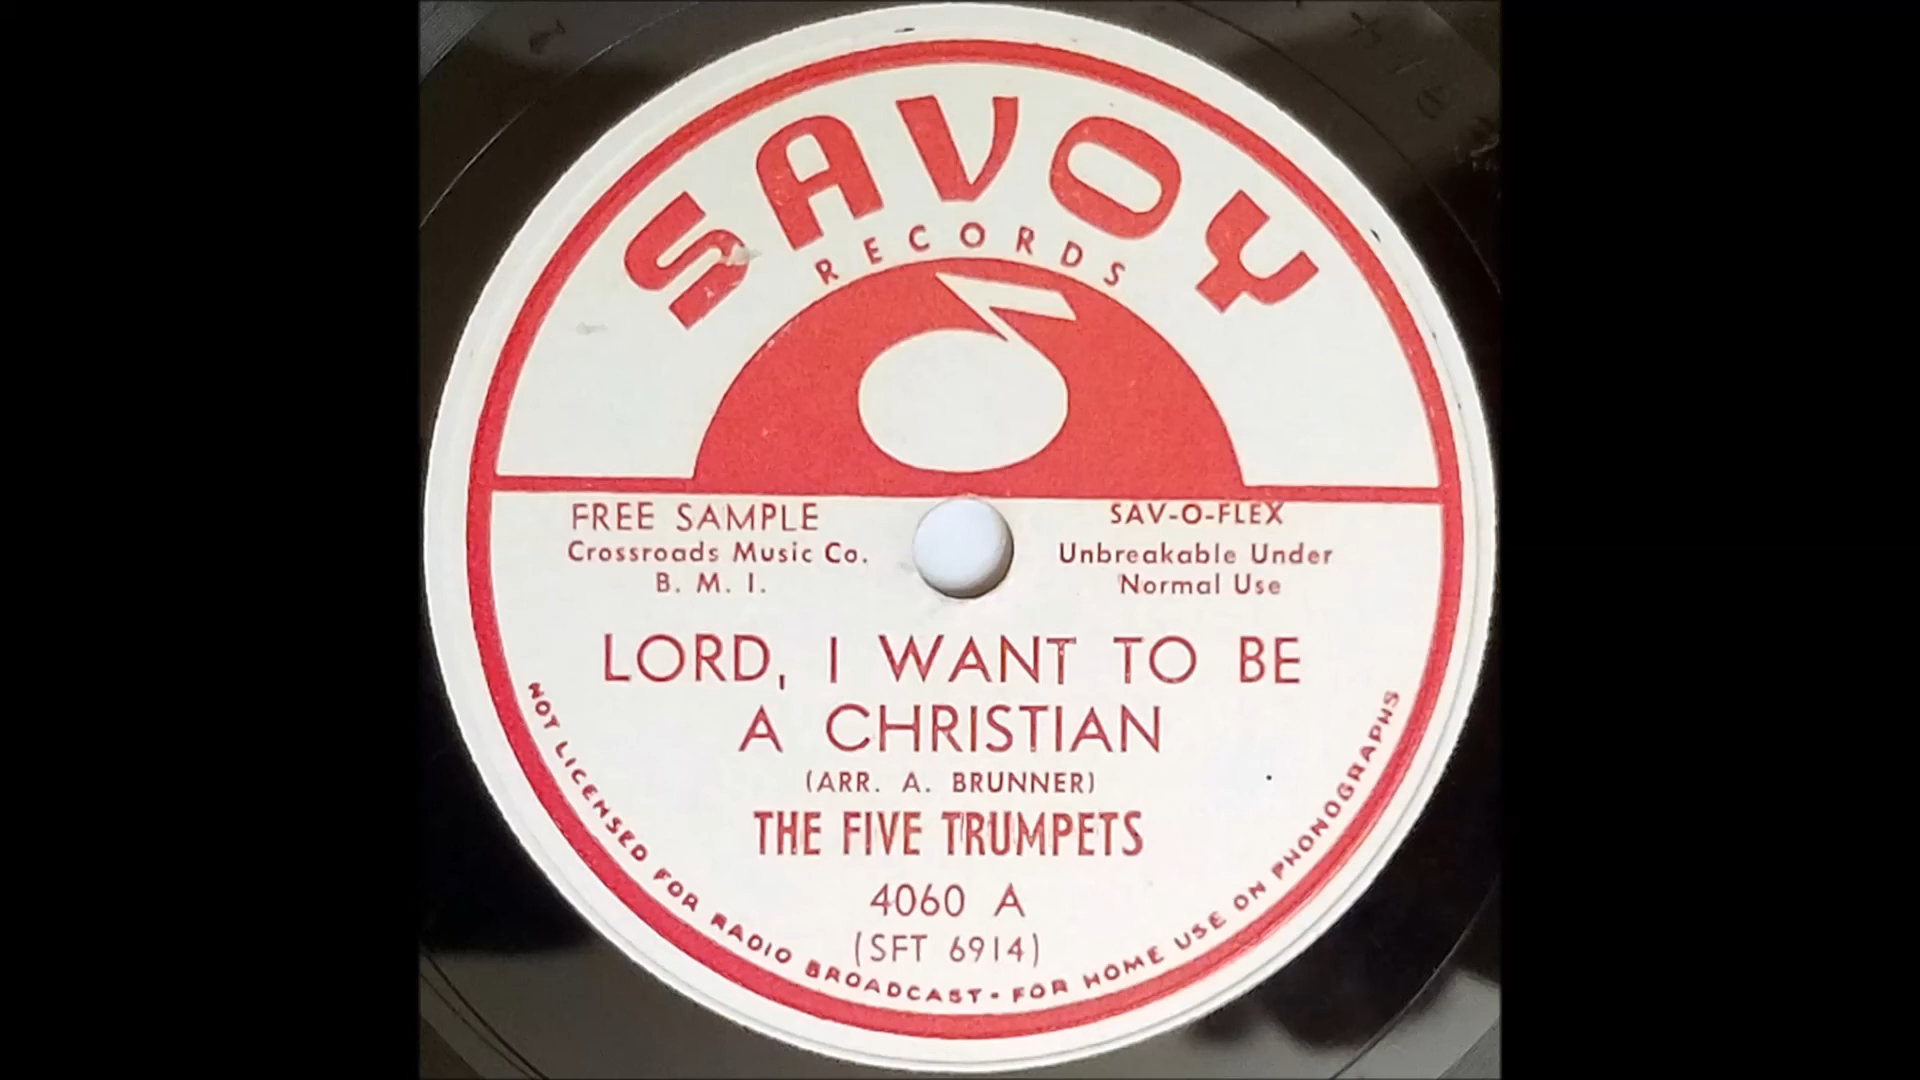 SAVOY
RECORDS
FREE SAMPLE
Crossroads Music Co.
B. M. I.
SAV-O-FLEX
Unbreakable Under
Normal Use
LORD, I WANT TO BE
A CHRISTIAN
(ARR. A. BRUNNER)
THE FIVE TRUMPETS
4060 A
(SFT 6914)
NOT LICENSED FOR RADIO BROADCAST • FOR HOME USE ON PHONOGRAPHS